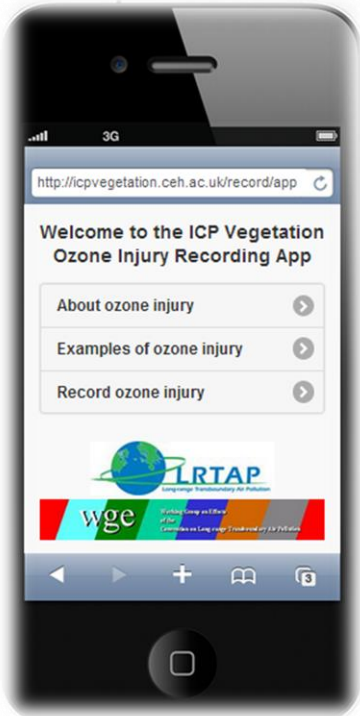 3G
http://icpvegetation.ceh.ac.uk/record/app
Welcome to the ICP Vegetation
Ozone Injury Recording App
About ozone injury
Examples of ozone injury
Record ozone injury
LRTAP
Long-range Transboundary Air Pollution
wge
Working Group on Effects
of the
Convention on Long-range Transboundary Air Pollution
3